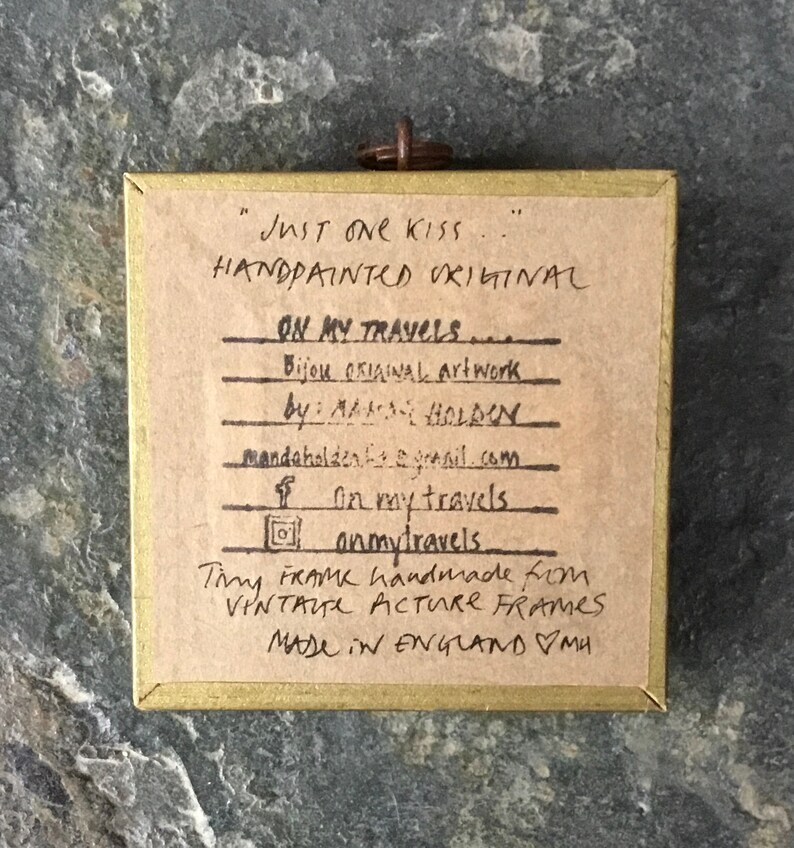 "JUST ONE KISS . . "
HANDPAINTED ORIGINAL
ON MY TRAVELS ....
Bijou ORIGINAL artwork
by: HOLDEN
On my travels
onmytravels
Tiny FRAME handmade from
VINTAGE PICTURE FRAMES
MADE iN ENGLAND ♡MH